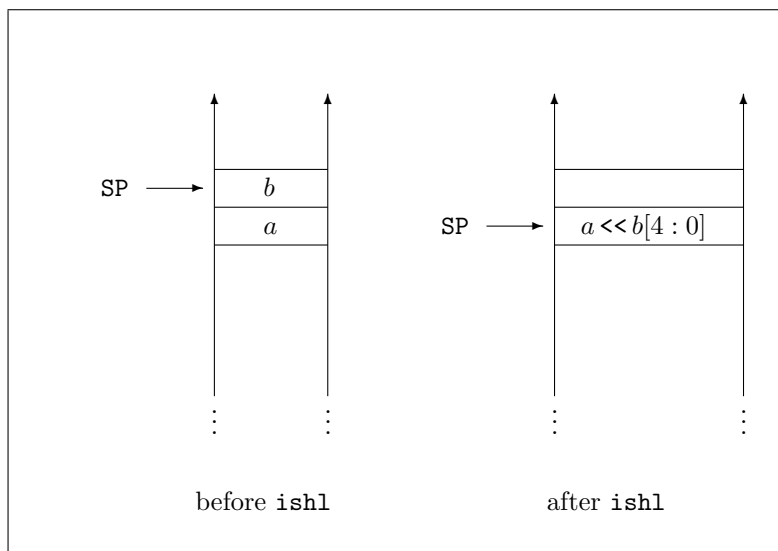 SP b
a
⋮ ⋮
before ishl
SP a << b[4 : 0]
⋮ ⋮
after ishl